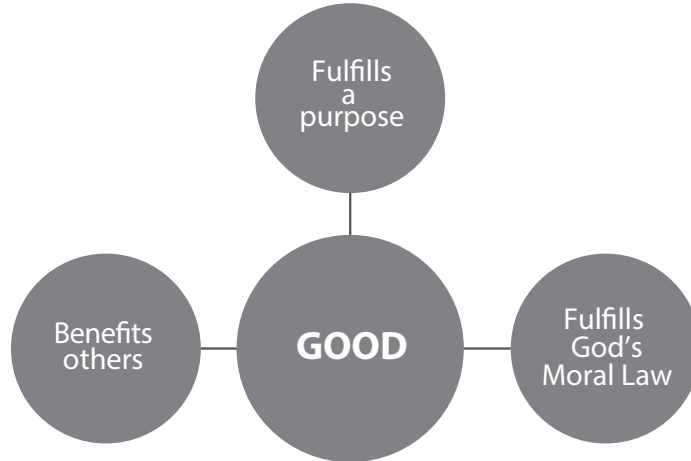 Fulfills
a
purpose
Benefits
others
GOOD
Fulfills
God’s
Moral Law